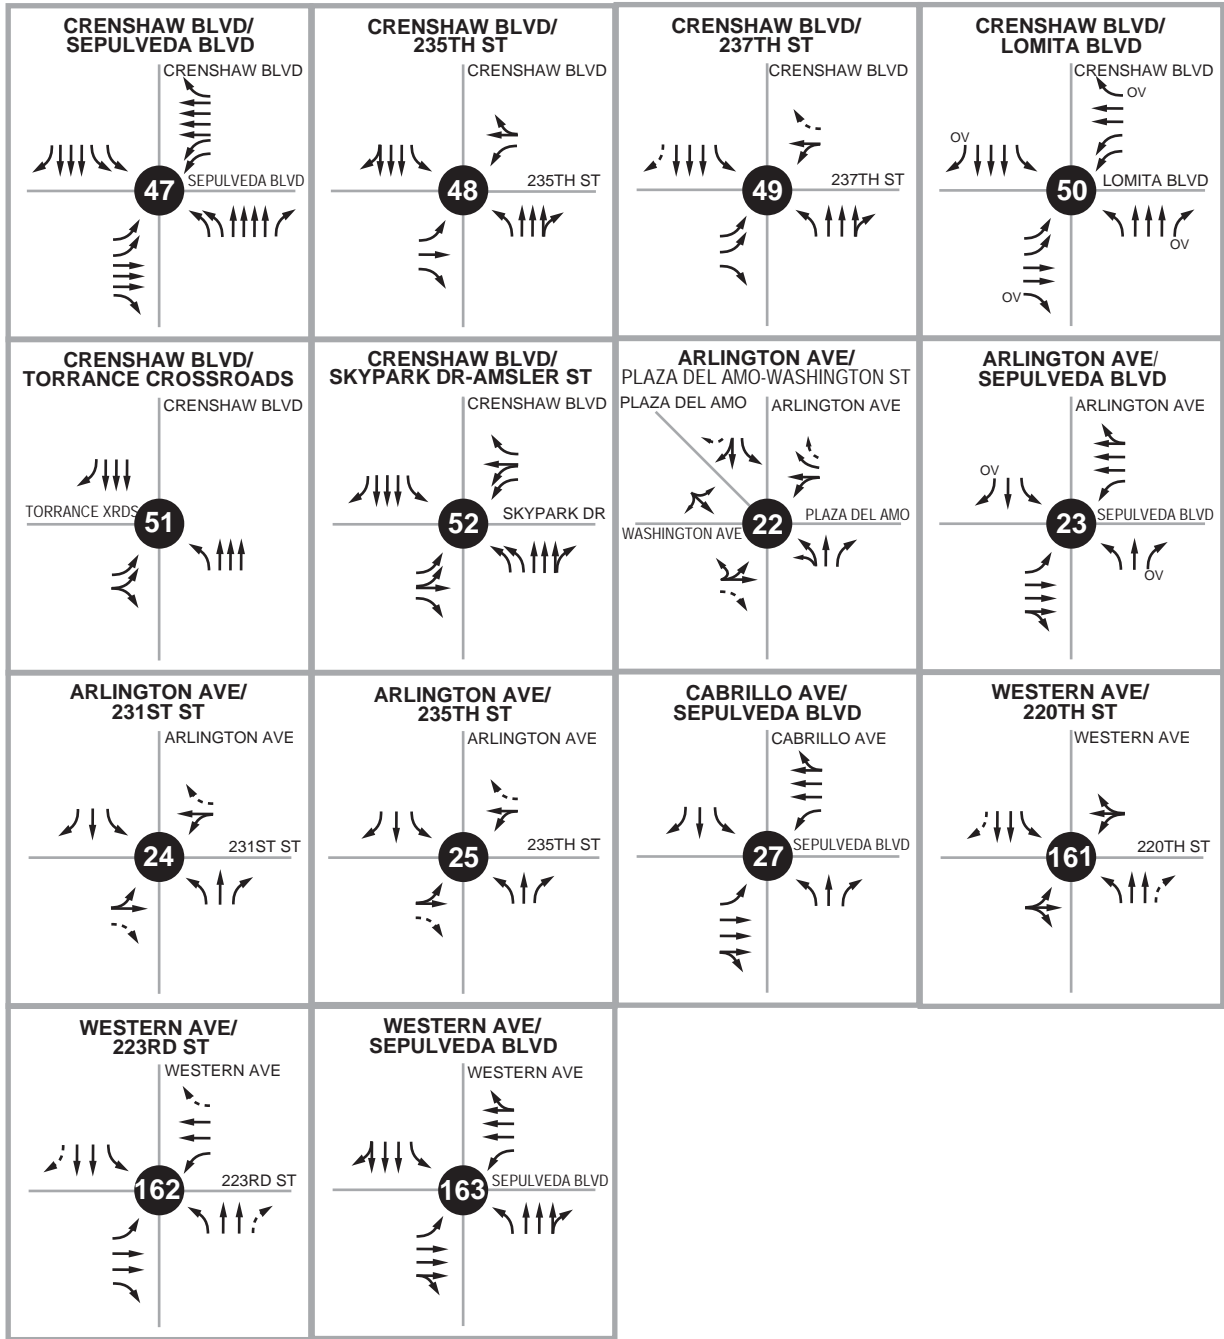 CRENSHAW BLVD/
SEPULVEDA BLVD
CRENSHAW BLVD
47
SEPULVEDA BLVD
CRENSHAW BLVD/
235TH ST
CRENSHAW BLVD
48
235TH ST
CRENSHAW BLVD/
237TH ST
CRENSHAW BLVD
49
237TH ST
CRENSHAW BLVD/
LOMITA BLVD
CRENSHAW BLVD
OV
OV
50
LOMITA BLVD
OV
OV
CRENSHAW BLVD/
TORRANCE CROSSROADS
CRENSHAW BLVD
TORRANCE XRDS
51
CRENSHAW BLVD/
SKYPARK DR-AMSLER ST
CRENSHAW BLVD
52
SKYPARK DR
ARLINGTON AVE/
PLAZA DEL AMO-WASHINGTON ST
PLAZA DEL AMO
ARLINGTON AVE
WASHINGTON AVE
22
PLAZA DEL AMO
ARLINGTON AVE/
SEPULVEDA BLVD
ARLINGTON AVE
OV
23
SEPULVEDA BLVD
OV
ARLINGTON AVE/
231ST ST
ARLINGTON AVE
24
231ST ST
ARLINGTON AVE/
235TH ST
ARLINGTON AVE
25
235TH ST
CABRILLO AVE/
SEPULVEDA BLVD
CABRILLO AVE
27
SEPULVEDA BLVD
WESTERN AVE/
220TH ST
WESTERN AVE
161
220TH ST
WESTERN AVE/
223RD ST
WESTERN AVE
162
223RD ST
WESTERN AVE/
SEPULVEDA BLVD
WESTERN AVE
163
SEPULVEDA BLVD